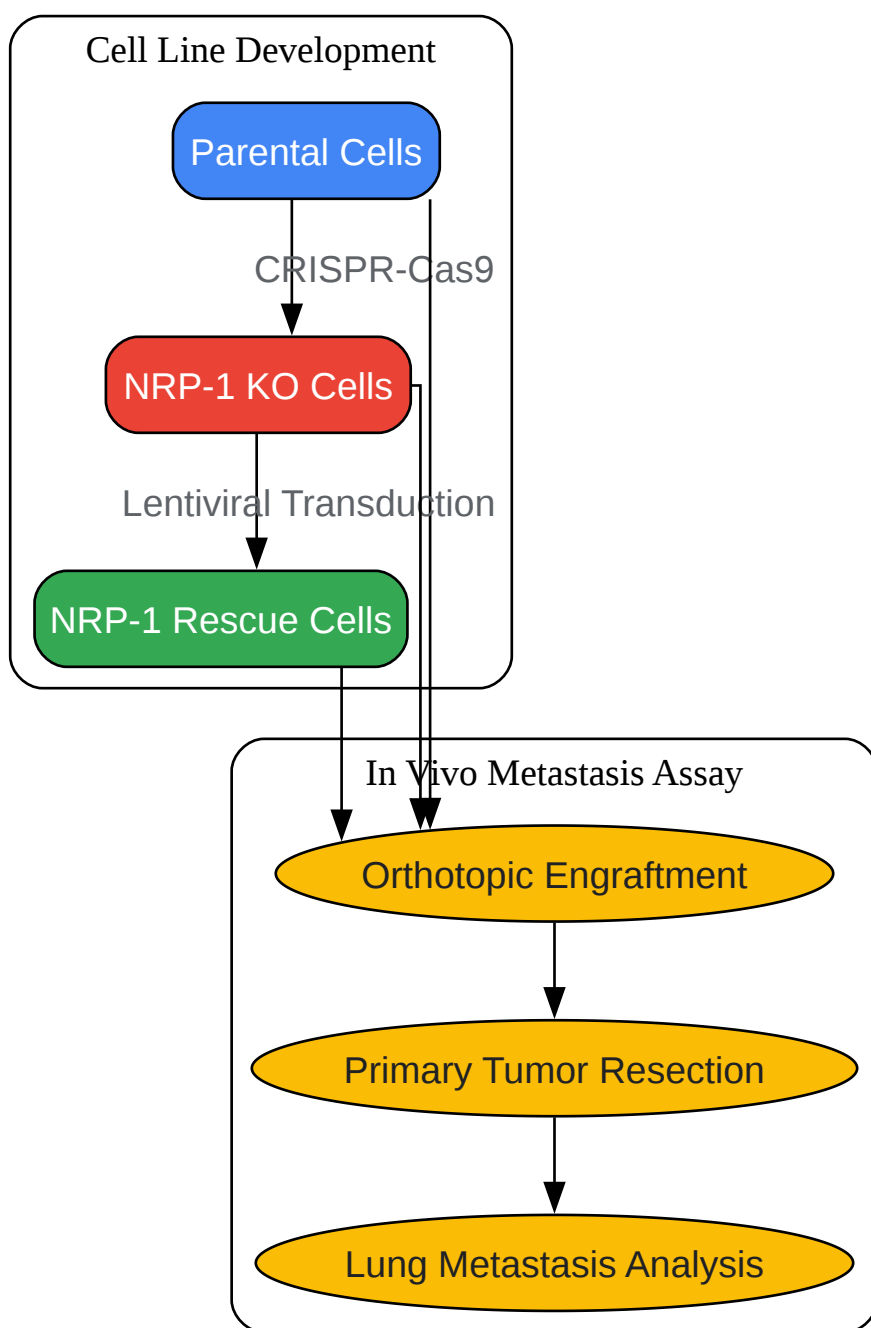 Cell Line Development
Parental Cells
CRISPR-Cas9
NRP-1 KO Cells
Lentiviral Transduction
NRP-1 Rescue Cells
In Vivo Metastasis Assay
Orthotopic Engraftment
Primary Tumor Resection
Lung Metastasis Analysis